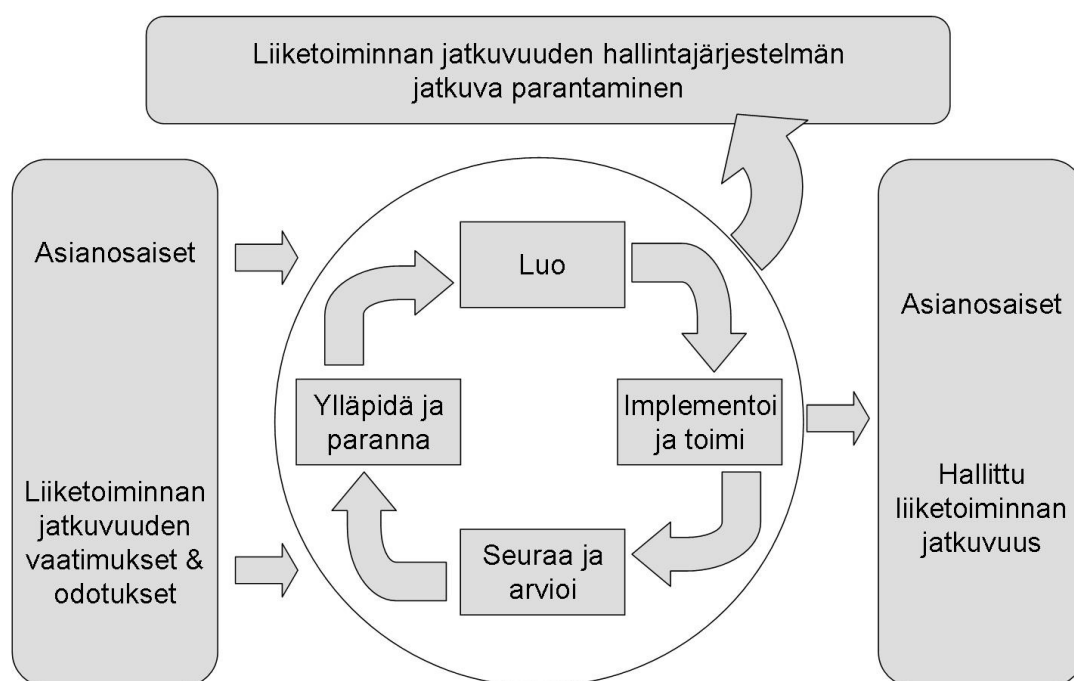 Liiketoiminnan jatkuvuuden hallintajärjestelmän
jatkuva parantaminen
Asianosaiset
Liiketoiminnan
jatkuvuuden
vaatimukset &
odotukset
Luo
Implementoi
ja toimi
Seuraa ja
arvioi
Ylläpidä ja
paranna
Asianosaiset
Hallittu
liiketoiminnan
jatkuvuus